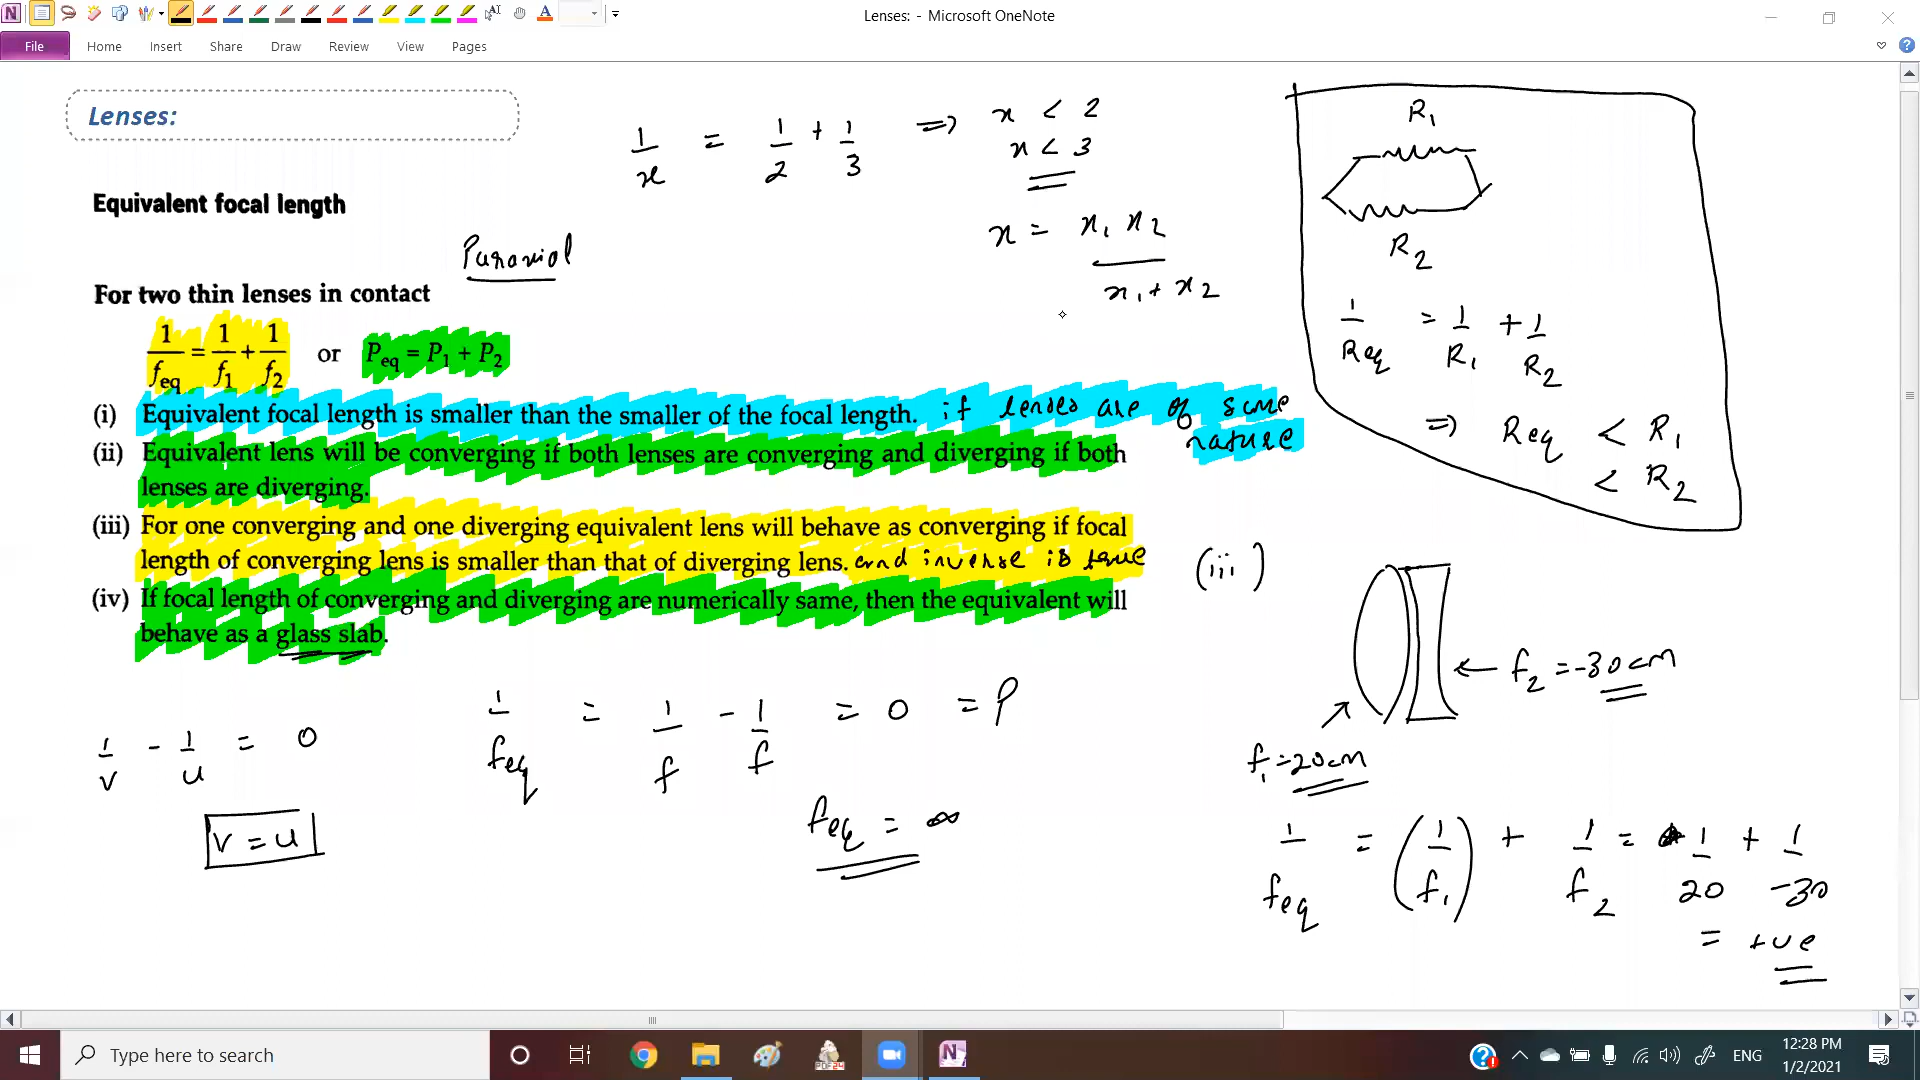 Lenses: - Microsoft OneNote
File Home Insert Share Draw Review View Pages
Lenses:
1/x = 1/2 + 1/3 ⇒ x < 2
x < 3
x = x₁ x₂ / x₁ + x₂
Equivalent focal length
Paraxial
For two thin lenses in contact
1/f_eq = 1/f₁ + 1/f₂ or P_eq = P₁ + P₂
(i) Equivalent focal length is smaller than the smaller of the focal length. if lenses are of same
nature
(ii) Equivalent lens will be converging if both lenses are converging and diverging if both
lenses are diverging.
(iii) For one converging and one diverging equivalent lens will behave as converging if focal
length of converging lens is smaller than that of diverging lens. and inverse is true
(iv) If focal length of converging and diverging are numerically same, then the equivalent will
behave as a glass slab.
1/f_eq = 1/f - 1/f = 0 = P
f_eq = ∞
1/v - 1/u = 0
v = u
R₁
R₂
1/Req = 1/R₁ + 1/R₂
⇒ Req < R₁
< R₂
(iii)
f₂ = -30cm
f₁ = 20cm
1/f_eq = (1/f₁) + 1/f₂ = 1/20 + 1/-30
= +ve
Type here to search
PDF24
ENG
12:28 PM
1/2/2021